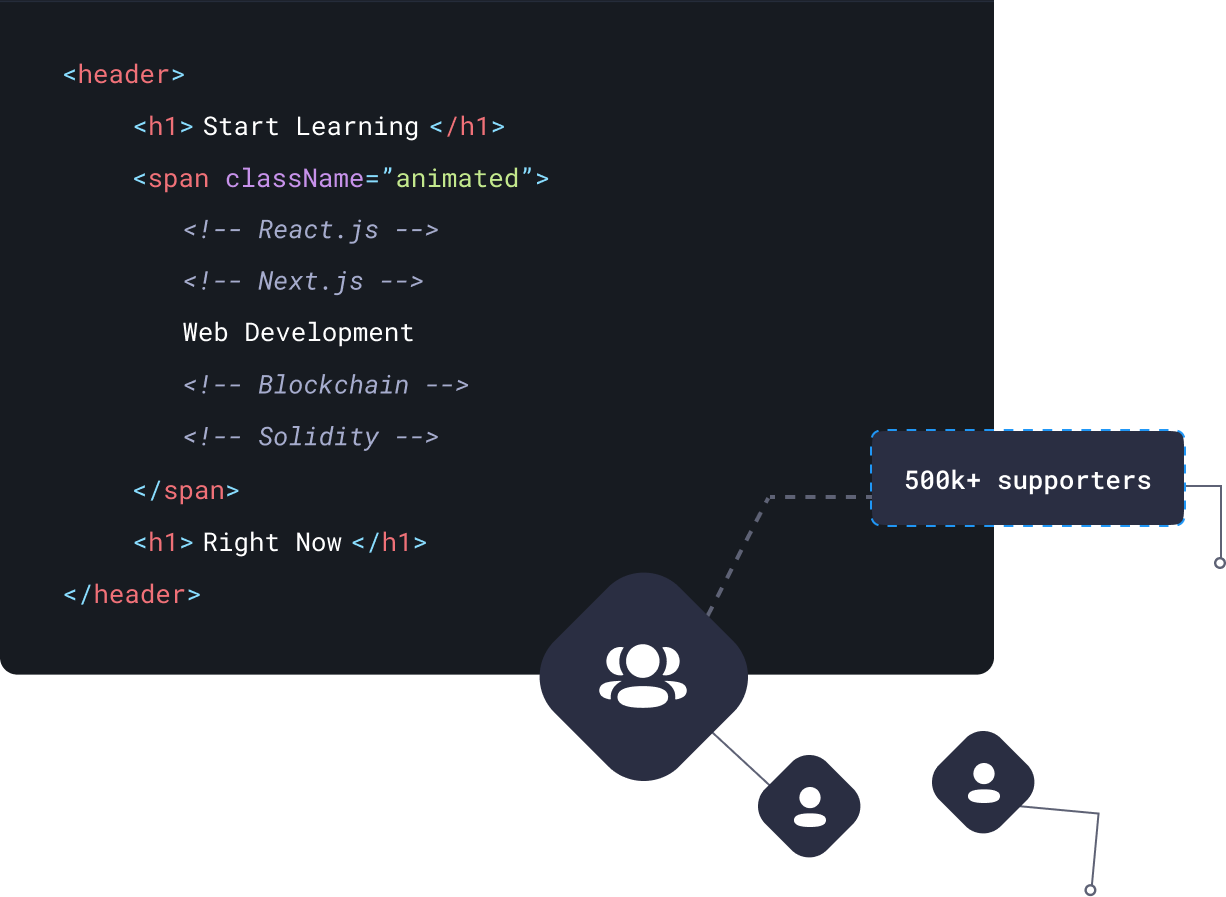 <header>
<h1> Start Learning </h1>
<span className=”animated”>
<!-- React.js -->
<!-- Next.js -->
Web Development
<!-- Blockchain -->
<!-- Solidity -->
</span>
<h1> Right Now </h1>
</header>
500k+ supporters